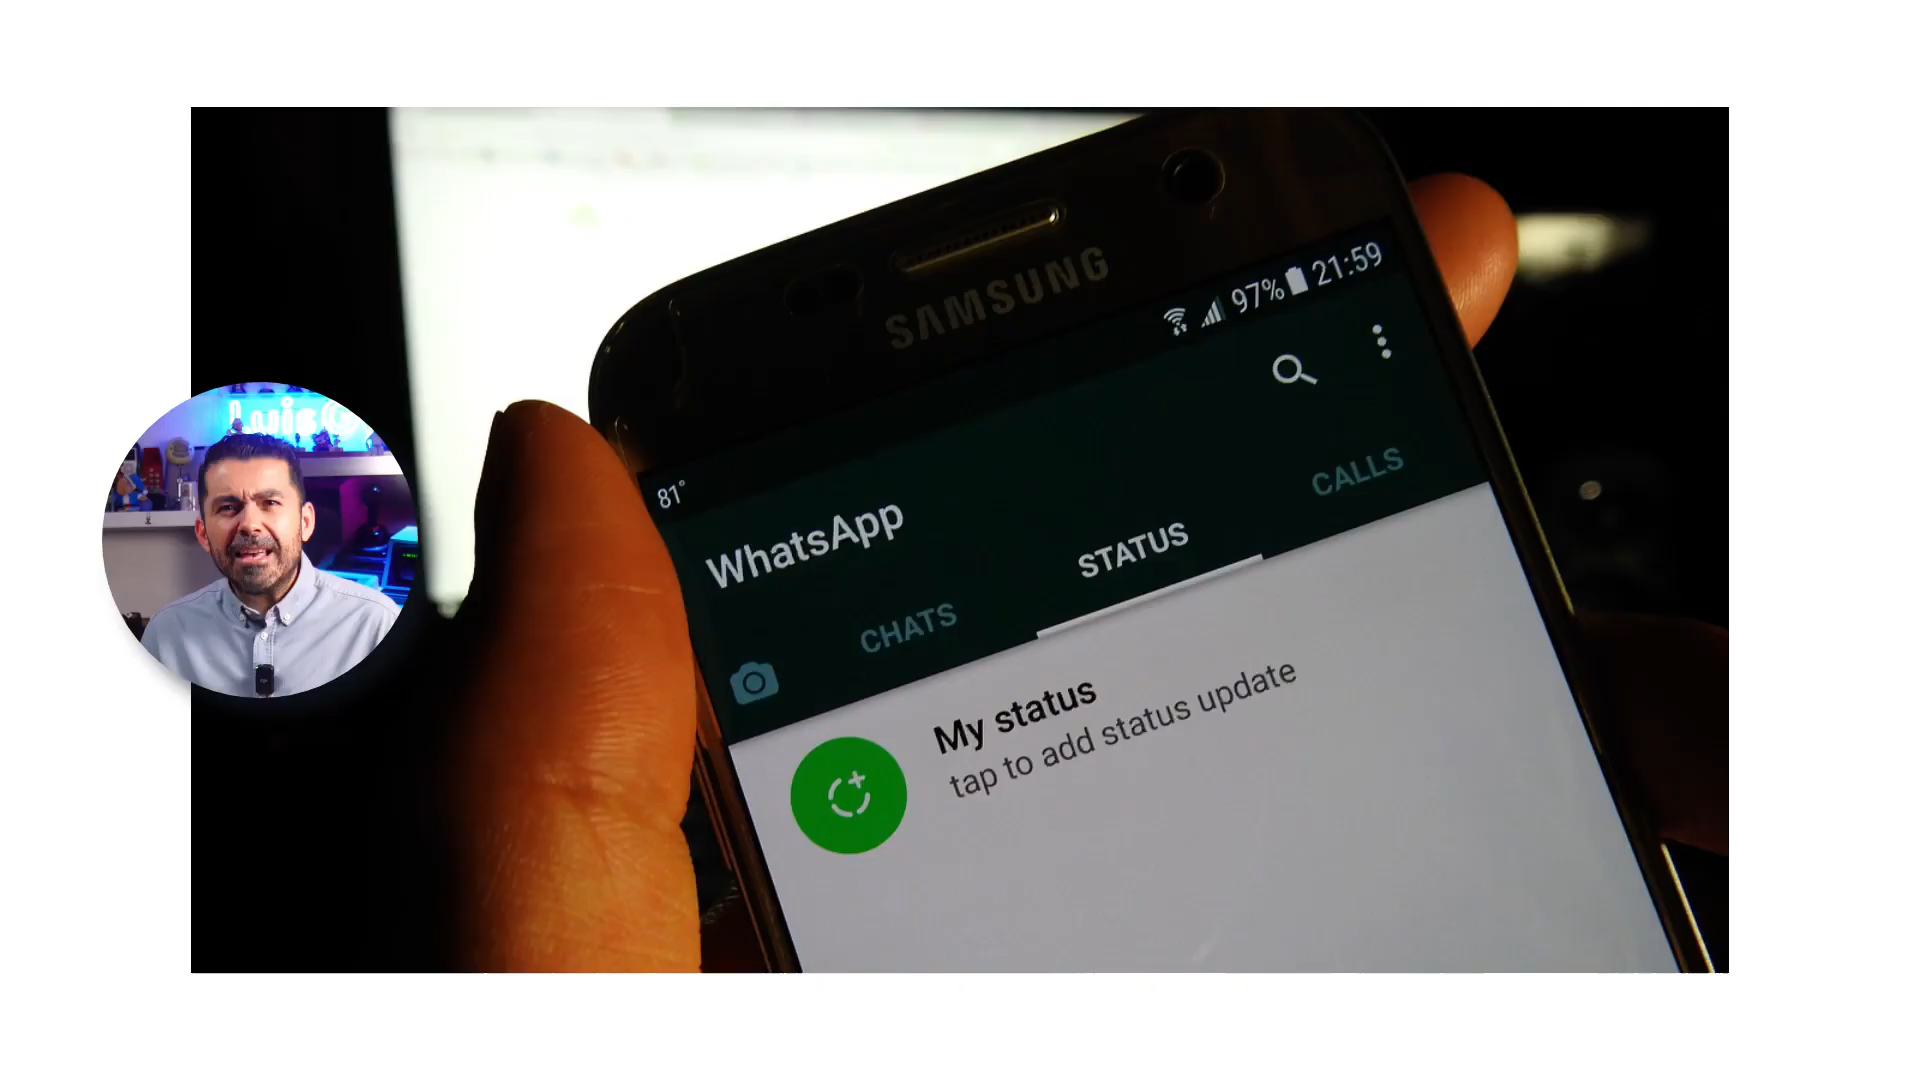 SAMSUNG
97% 21:59
81°
WhatsApp
CHATS
STATUS
CALLS
My status
tap to add status update